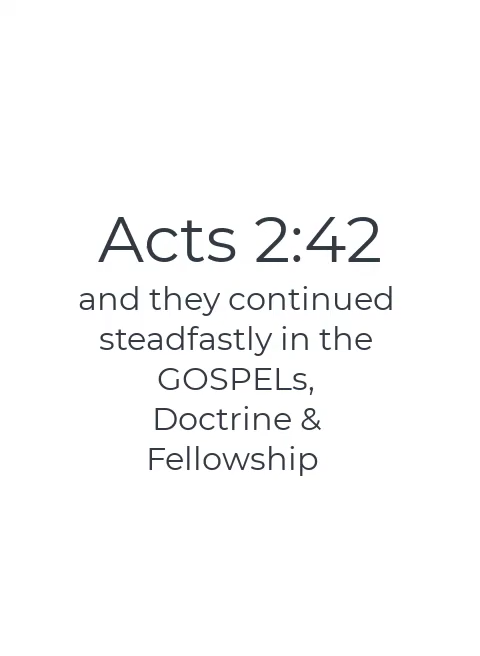 Acts 2:42
and they continued
steadfastly in the
GOSPELs,
Doctrine &
Fellowship